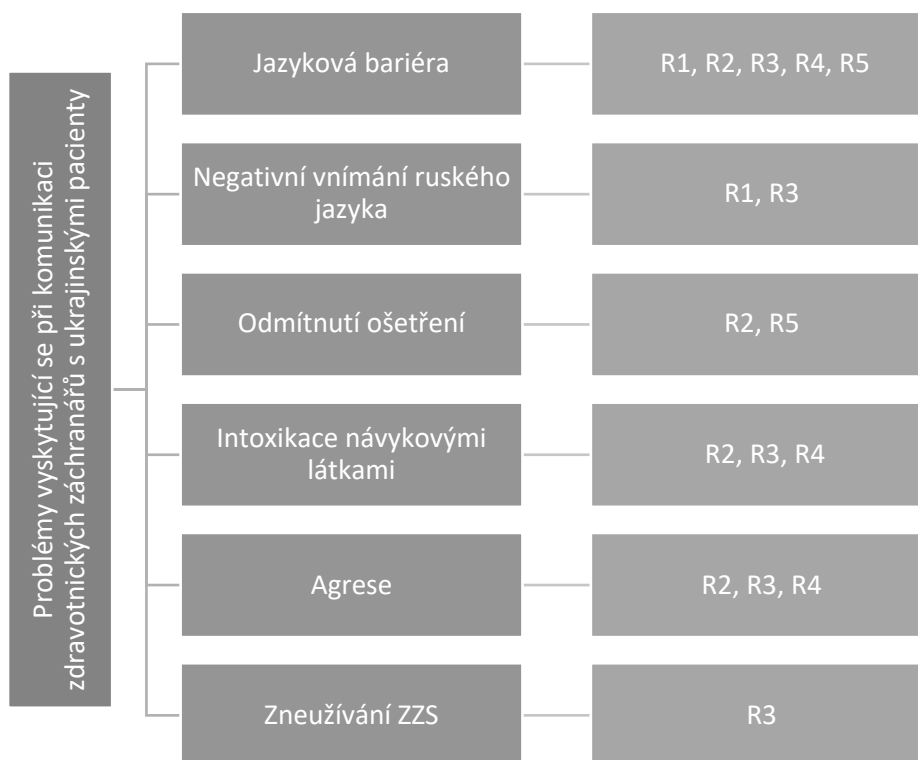 Problémy vyskytující se při komunikaci
zdravotnických záchranářů s ukrajinskými pacienty
Jazyková bariéra
R1, R2, R3, R4, R5
Negativní vnímání ruského
jazyka
R1, R3
Odmítnutí ošetření
R2, R5
Intoxikace návykovými
látkami
R2, R3, R4
Agrese
R2, R3, R4
Zneužívání ZZS
R3